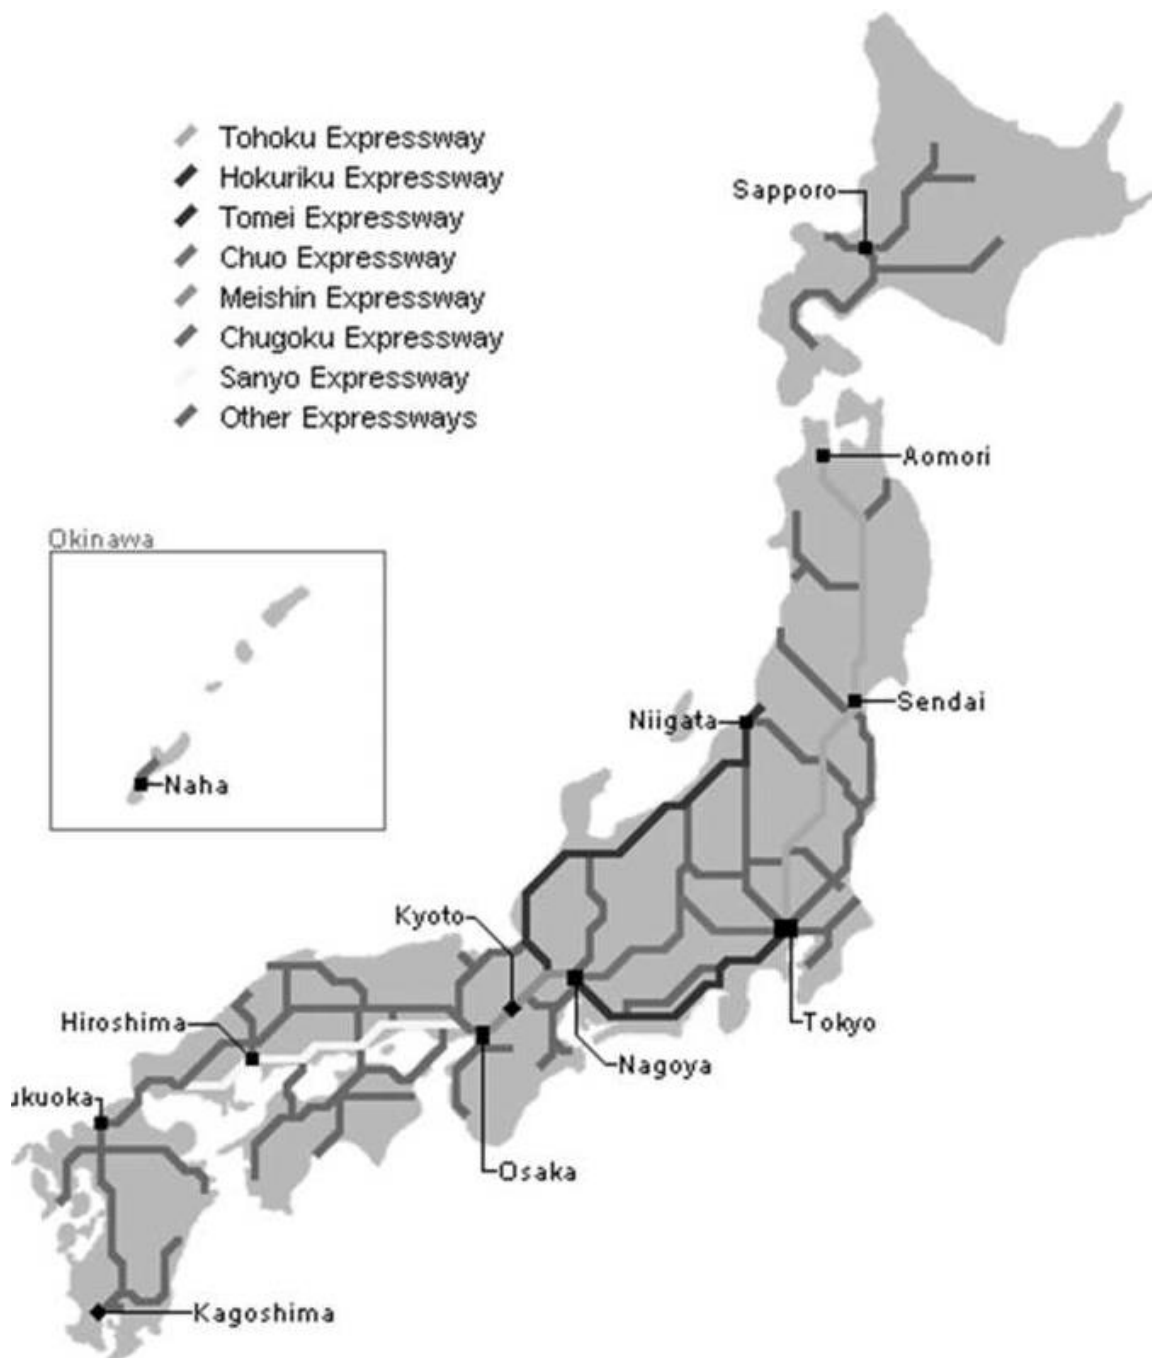 Tohoku Expressway
Hokuriku Expressway
Tomei Expressway
Chuo Expressway
Meishin Expressway
Chugoku Expressway
Sanyo Expressway
Other Expressways
Sapporo
Aomori
Okinawa
Naha
Sendai
Niigata
Kyoto
Hiroshima
Tokyo
Nagoya
ukuoka
Osaka
Kagoshima